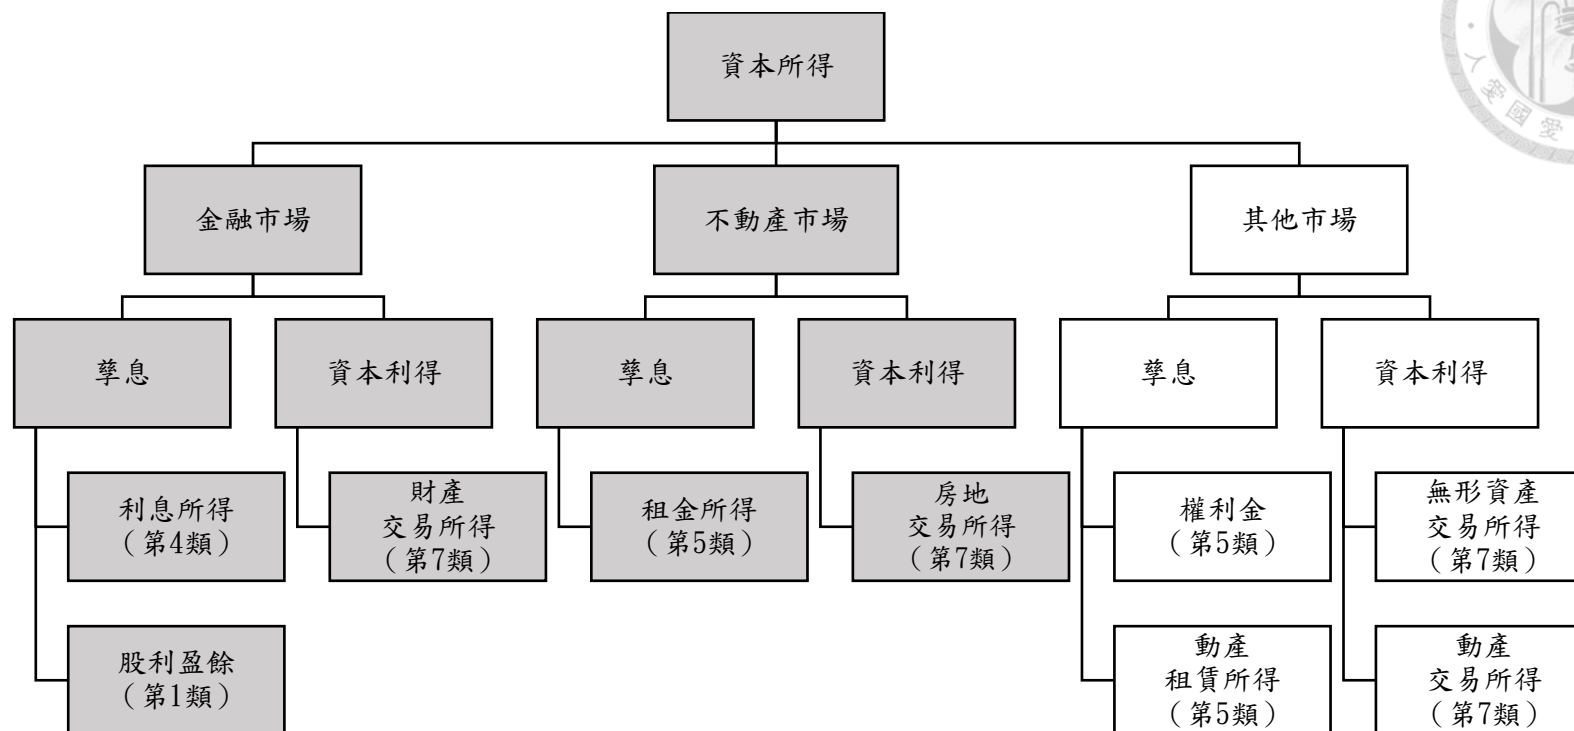 資本所得
金融市場
不動產市場
其他市場
孳息
資本利得
孳息
資本利得
孳息
資本利得
利息所得
（第4類）
財產
交易所得
（第7類）
租金所得
（第5類）
房地
交易所得
（第7類）
權利金
（第5類）
無形資產
交易所得
（第7類）
股利盈餘
（第1類）
動產
租賃所得
（第5類）
動產
交易所得
（第7類）
人愛國愛